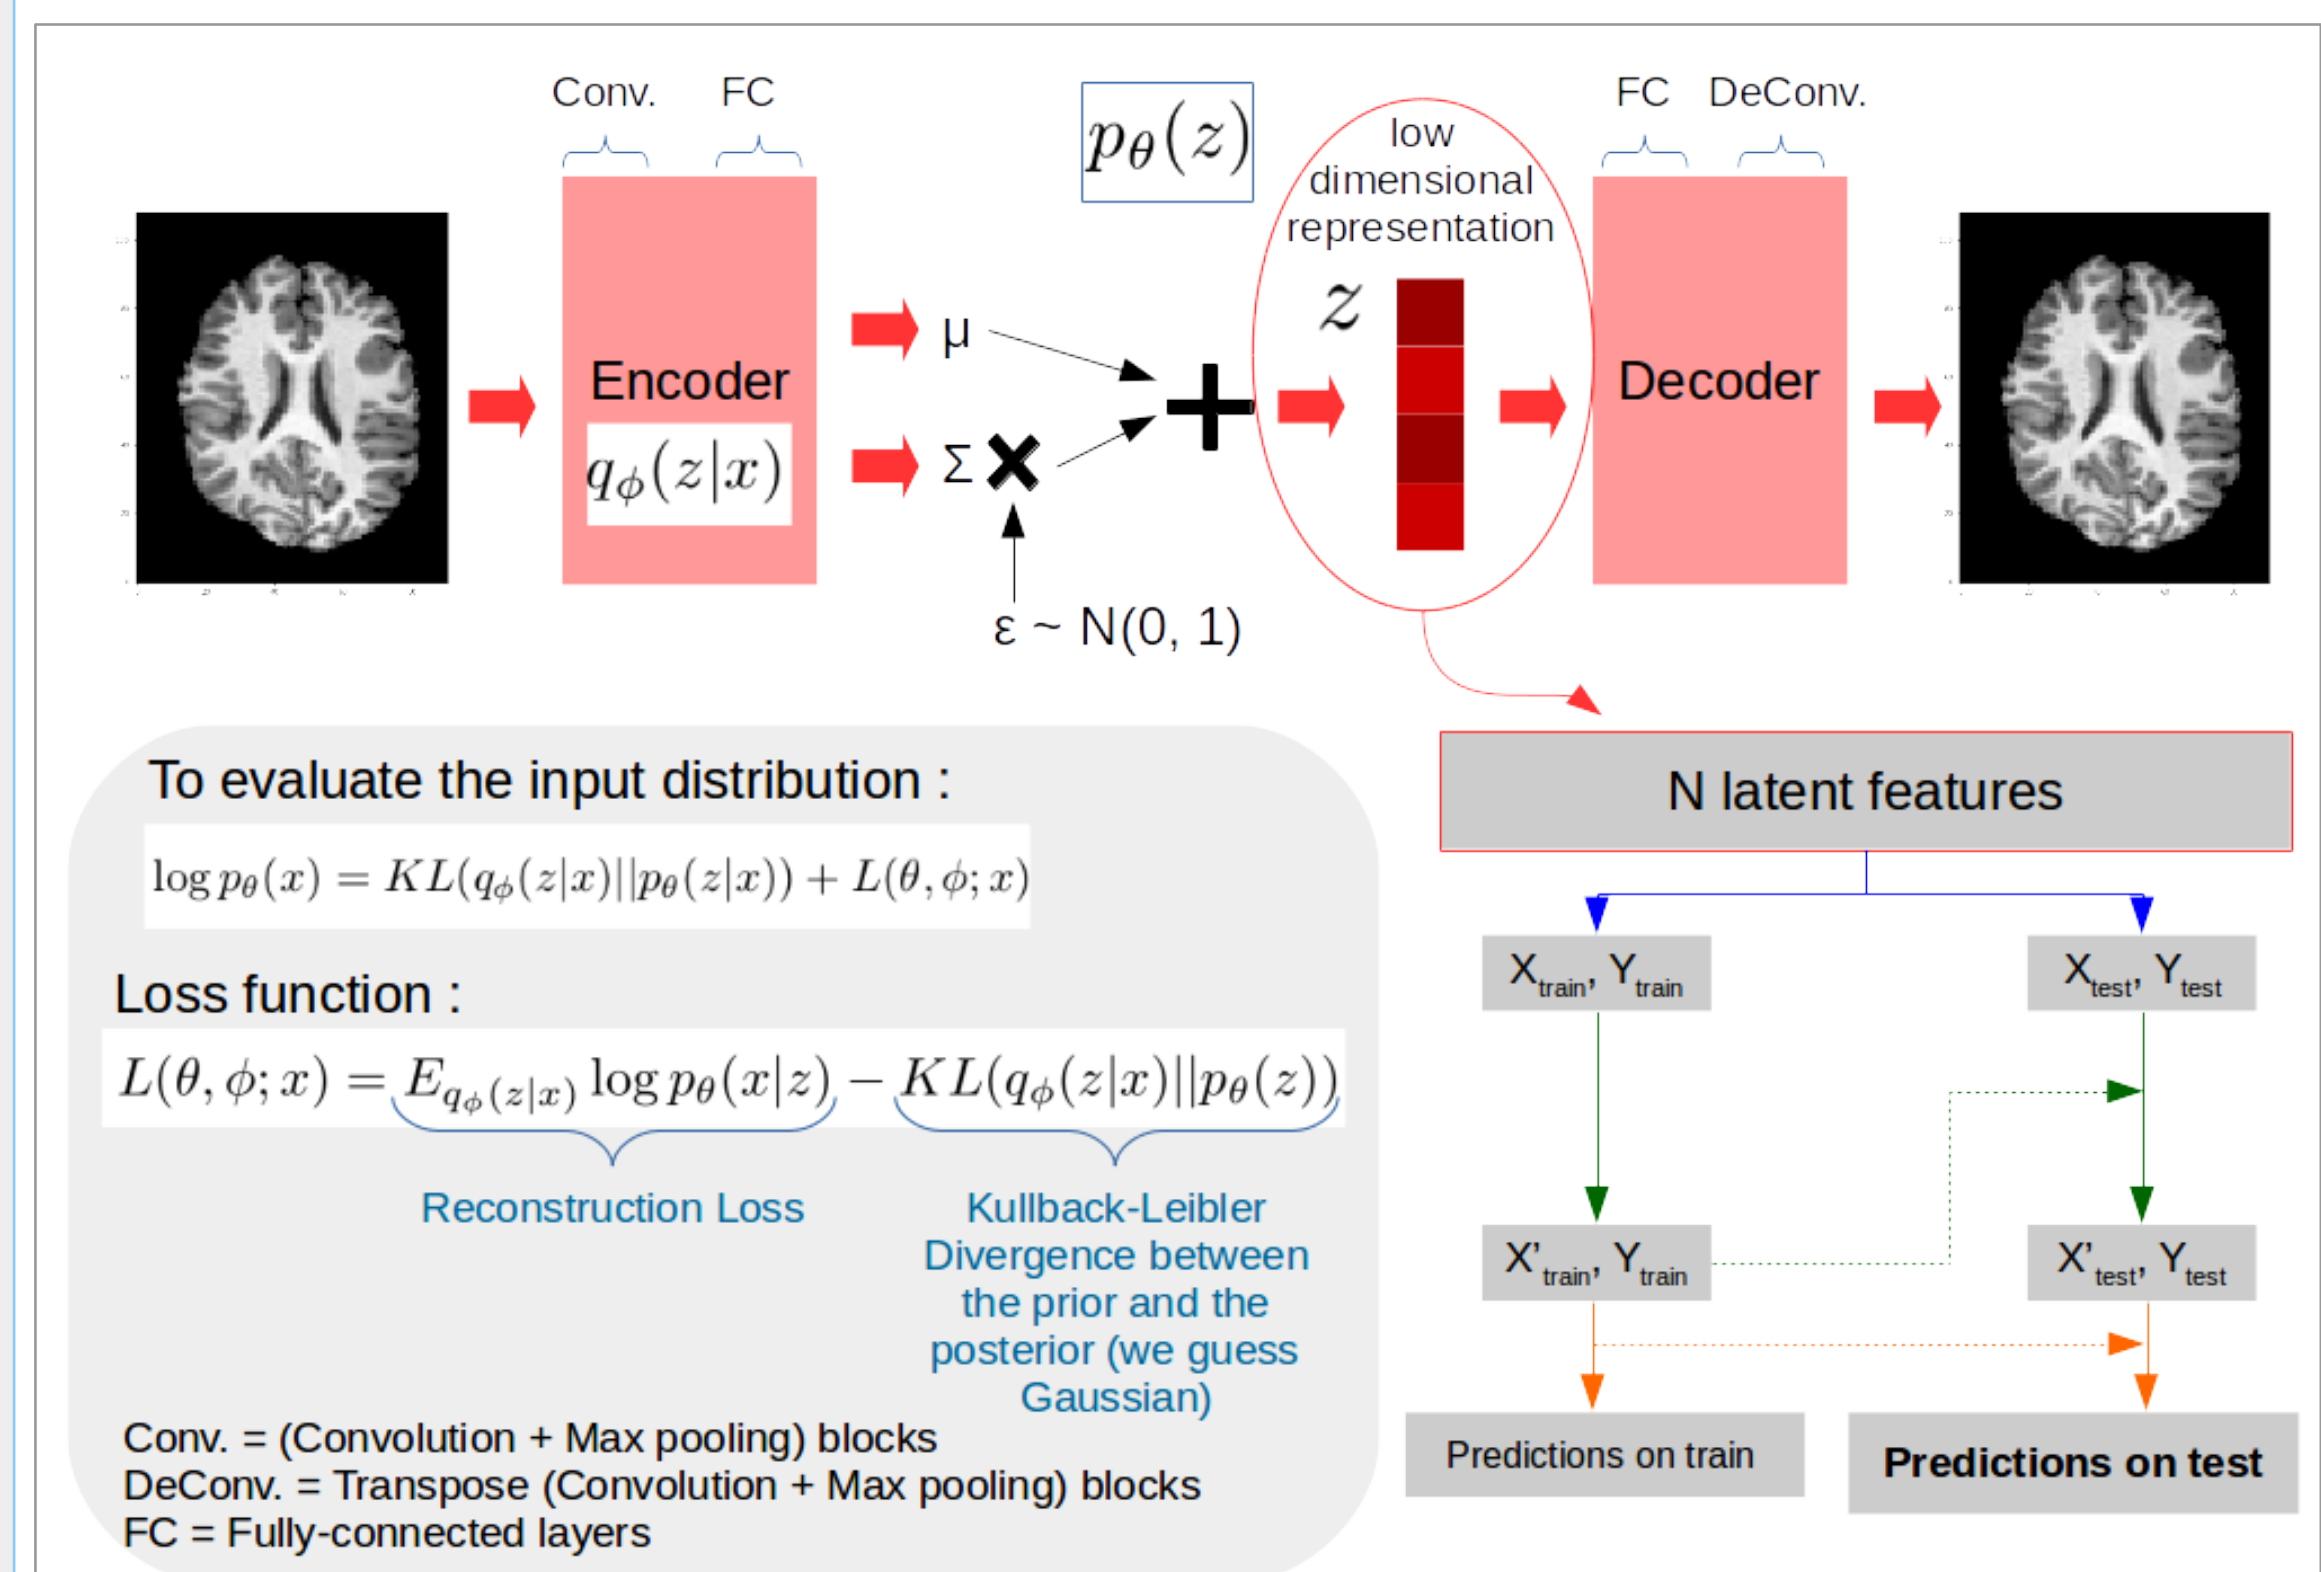 Conv. FC
p_θ(z)
low
dimensional
representation
z
FC DeConv.
Encoder
q_ϕ(z|x)
μ
Σ
ε ~ N(0, 1)
Decoder
To evaluate the input distribution :
log p_θ(x) = KL(q_ϕ(z|x)||p_θ(z|x)) + L(θ, ϕ; x)
Loss function :
L(θ, ϕ; x) = E_{q_ϕ(z|x)} log p_θ(x|z) − KL(q_ϕ(z|x)||p_θ(z))
Reconstruction Loss
Kullback-Leibler
Divergence between
the prior and the
posterior (we guess
Gaussian)
Conv. = (Convolution + Max pooling) blocks
DeConv. = Transpose (Convolution + Max pooling) blocks
FC = Fully-connected layers
N latent features
X_train, Y_train
X_test, Y_test
X'_train, Y_train
X'_test, Y_test
Predictions on train
Predictions on test